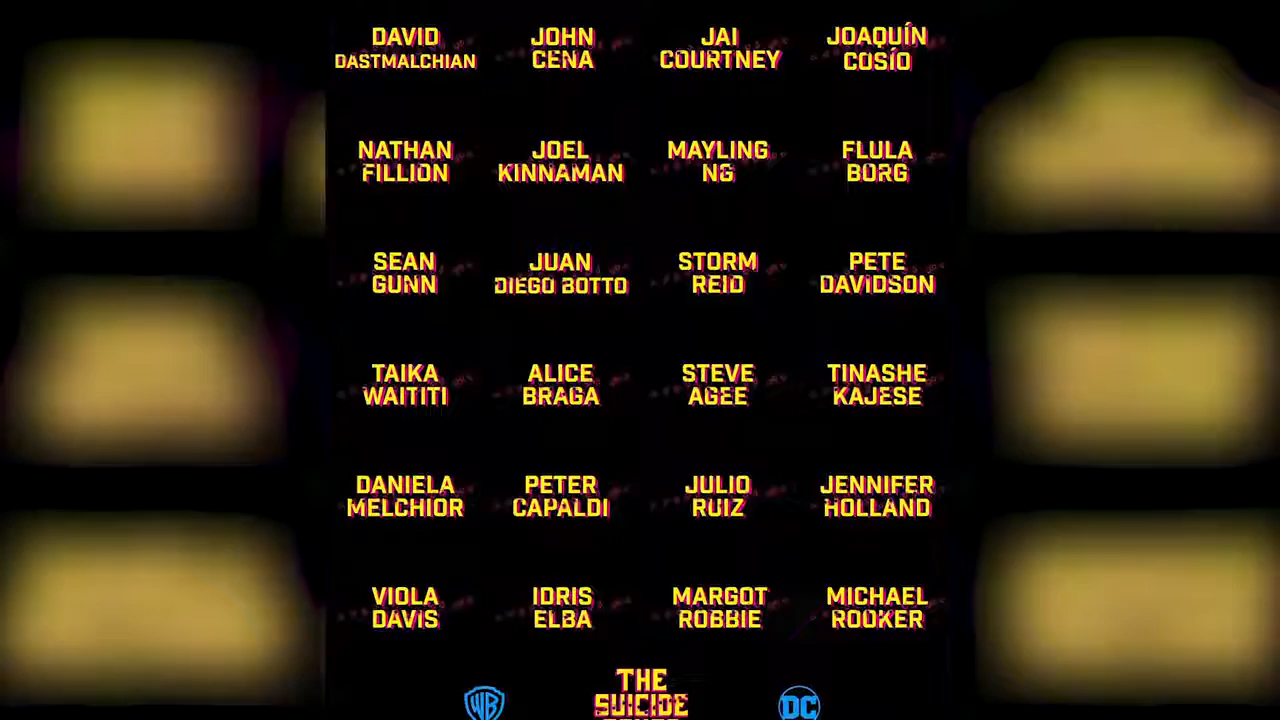 DAVID JOHN JAI JOAQUÍN
DASTMALCHIAN CENA COURTNEY COSÍO
NATHAN JOEL MAYLING FLULA
FILLION KINNAMAN NG BORG
SEAN JUAN STORM PETE
GUNN DIEGO BOTTO REID DAVIDSON
TAIKA ALICE STEVE TINASHE
WAITITI BRAGA AGEE KAJESE
DANIELA PETER JULIO JENNIFER
MELCHIOR CAPALDI RUIZ HOLLAND
VIOLA IDRIS MARGOT MICHAEL
DAVIS ELBA ROBBIE ROOKER
THE
WB SUICIDE DC